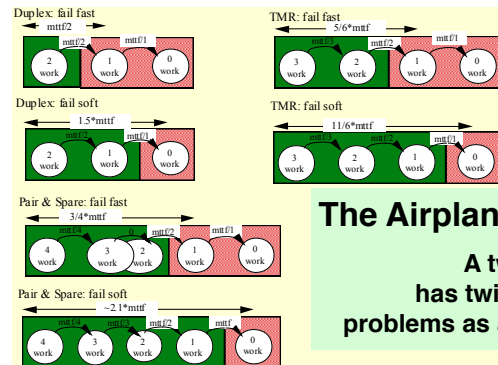 Duplex: fail fast
mttf/2
mttf/2
mttf/1
2 work
1 work
0 work
TMR: fail fast
5/6*mttf
mttf/3
mttf/2
mttf/1
3 work
2 work
1 work
0 work
Duplex: fail soft
1.5*mttf
mttf/2
mttf/1
2 work
1 work
0 work
TMR: fail soft
11/6*mttf
mttf/3
mttf/2
mttf/1
3 work
2 work
1 work
0 work
Pair & Spare: fail fast
3/4*mttf
mttf/4
0
mttf/2
mttf/1
4 work
3 work
2 work
1 work
0 work
Pair & Spare: fail soft
~2.1*mttf
mttf/4
mttf/3
mttf/2
mttf
4 work
3 work
2 work
1 work
0 work
The Airplan
A tw
has twi
problems as a